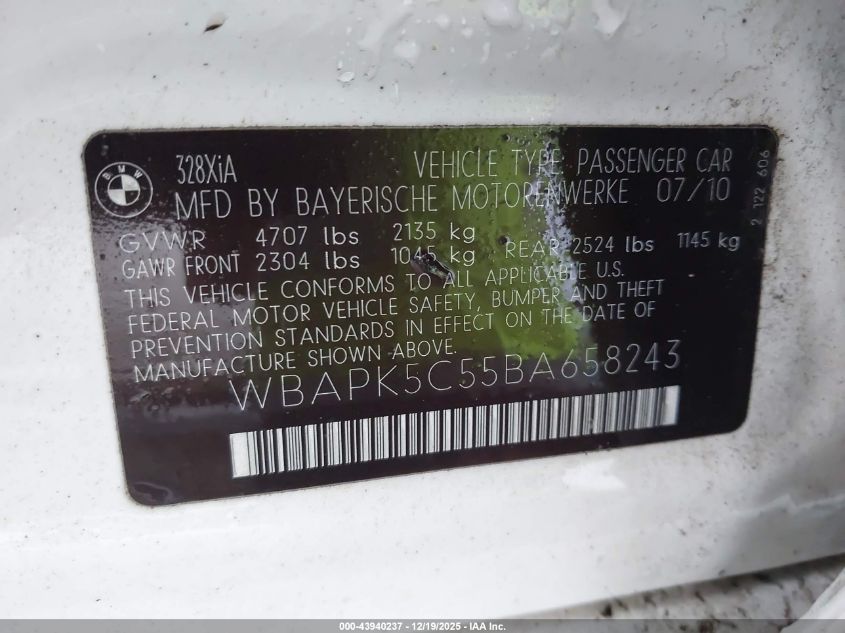 BMW
328XiA VEHICLE TYPE PASSENGER CAR
MFD BY BAYERISCHE MOTORENWERKE 07/10
GVWR 4707 lbs 2135 kg
GAWR FRONT 2304 lbs 1045 kg REAR 2524 lbs 1145 kg
THIS VEHICLE CONFORMS TO ALL APPLICABLE U.S.
FEDERAL MOTOR VEHICLE SAFETY, BUMPER AND THEFT
PREVENTION STANDARDS IN EFFECT ON THE DATE OF
MANUFACTURE SHOWN ABOVE.
WBAPK5C55BA658243
2 122 606
000-43940237 - 12/19/2025 - IAA Inc.